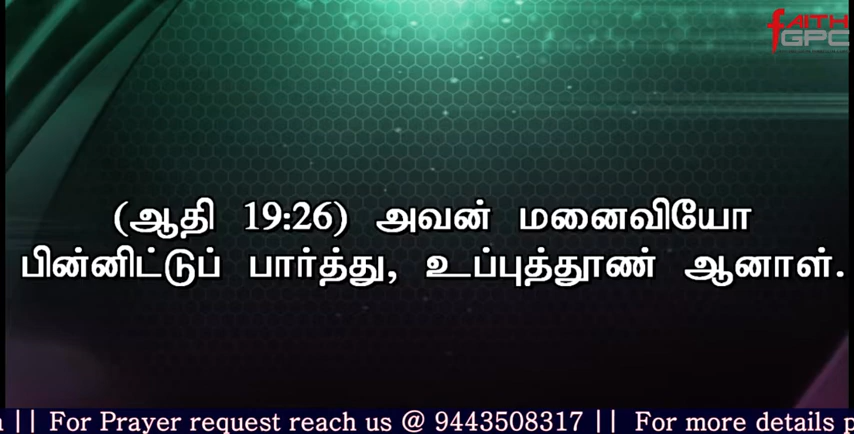 FAITH
GPC
(ஆதி 19:26) அவன் மனைவியோ
பின்னிட்டுப் பார்த்து, உப்புத்தூண் ஆனாள்.
|| For Prayer request reach us @ 9443508317 || For more details